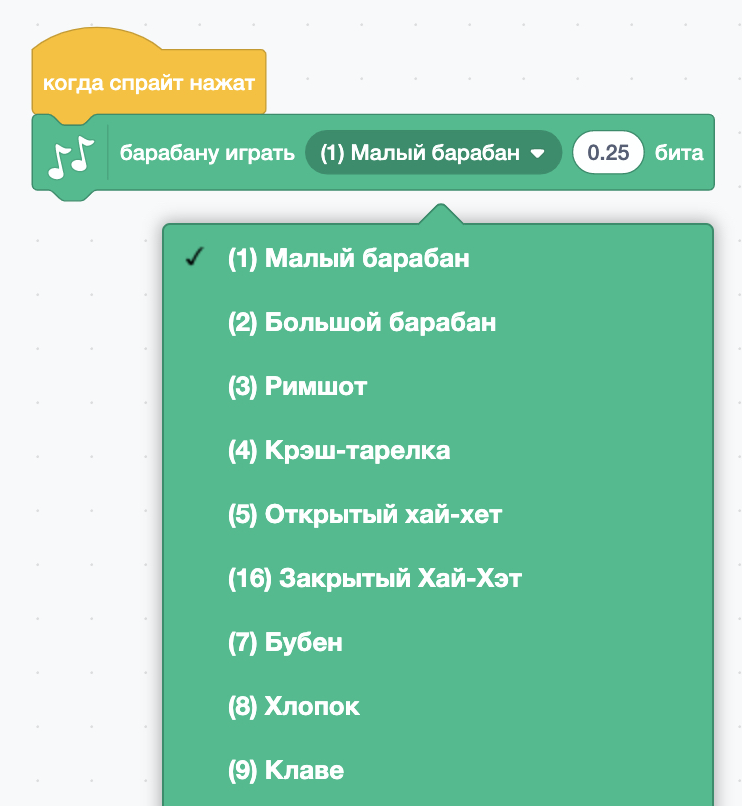 когда спрайт нажат
барабану играть (1) Малый барабан 0.25 бита
(1) Малый барабан
(2) Большой барабан
(3) Римшот
(4) Крэш-тарелка
(5) Открытый хай-хет
(16) Закрытый Хай-Хэт
(7) Бубен
(8) Хлопок
(9) Клаве